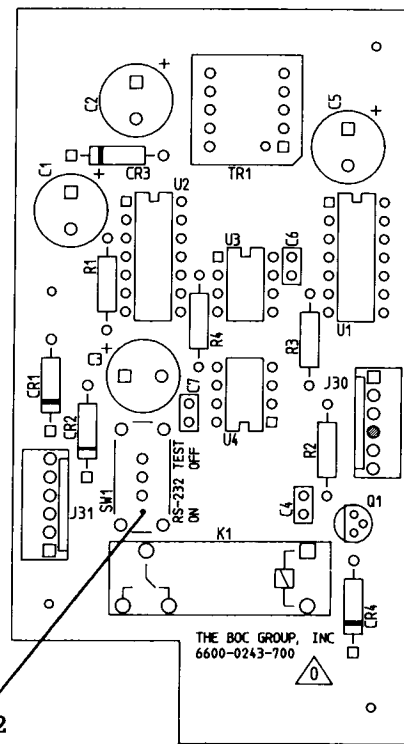 C2
+
C5
+
CR3
TR1
C1
+
U2
U3
C6
R1
R4
R3
U1
C3
+
C7
J30
CR1
CR2
U4
R2
SW1
RS-232 TEST
ON
OFF
J31
C4
Q1
K1
CR4
THE BOC GROUP, INC
6600-0243-700
0
2